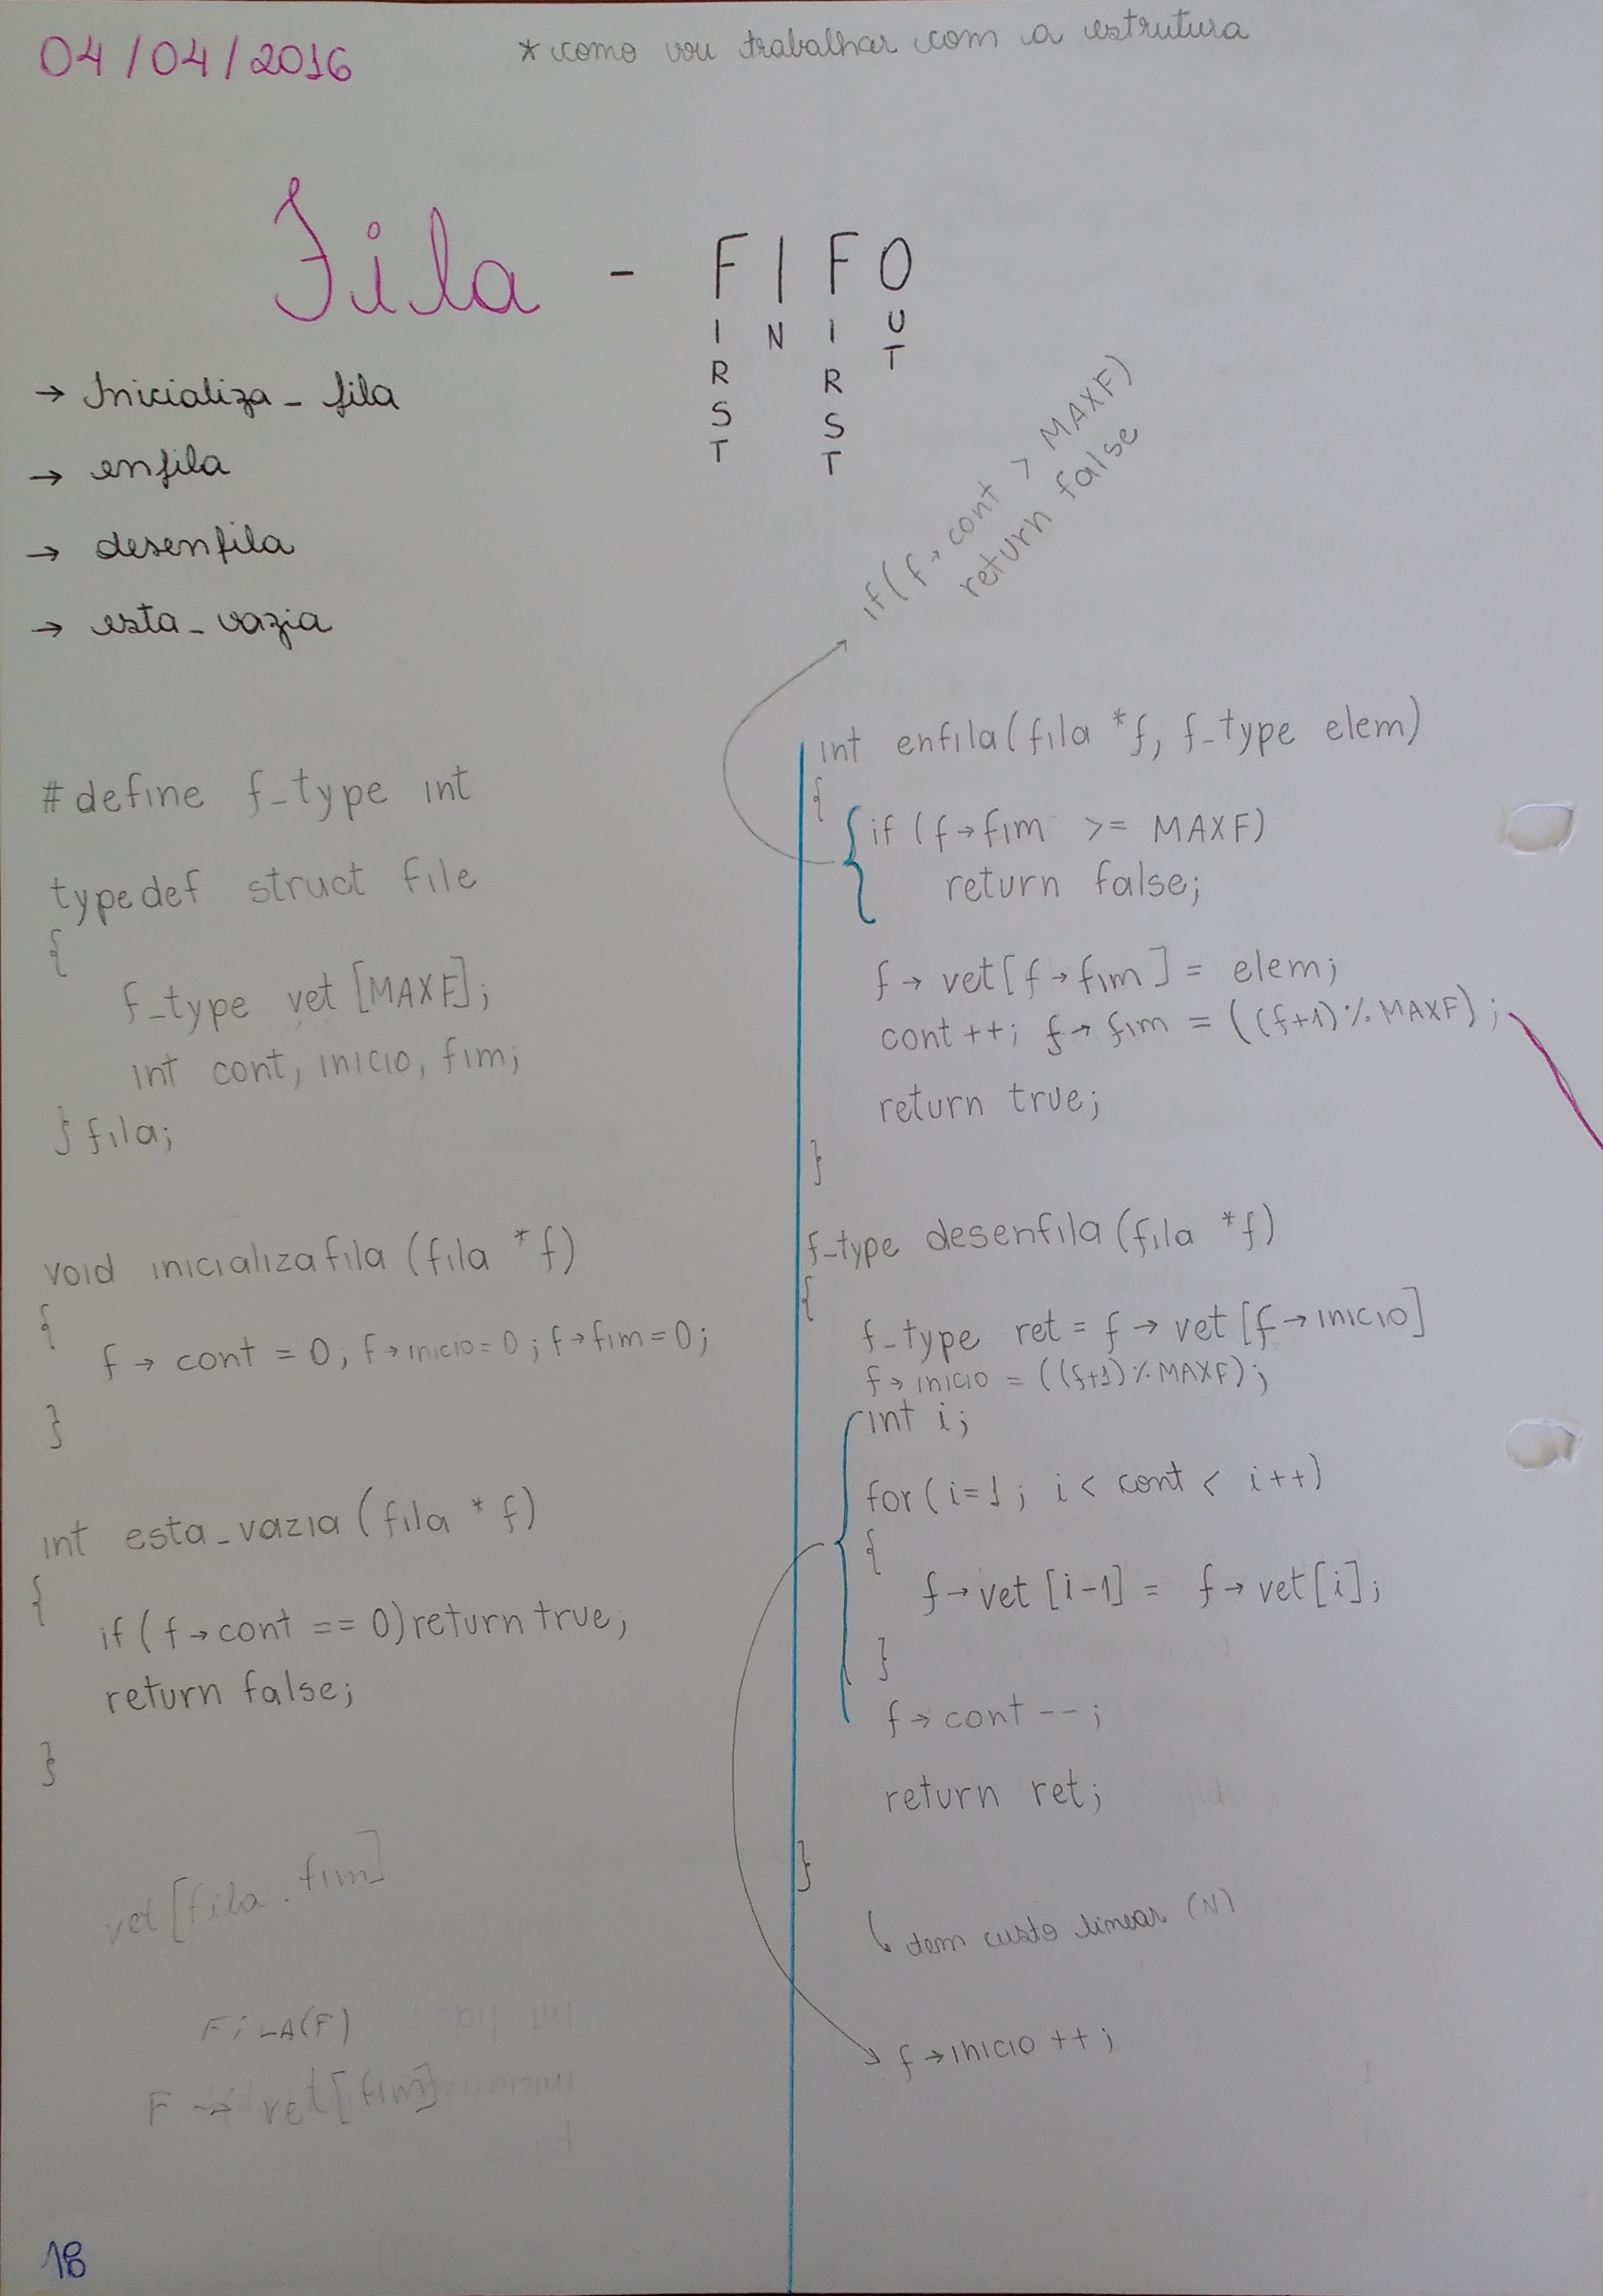 04/04/2016
* como vou trabalhar com a estrutura
Fila - FIFO
FIRST IN FIRST OUT
→ Inicializa_fila
→ enfila
→ desenfila
→ esta_vazia
#define f_type int
typedef struct file
{
f_type vet [MAXF];
int cont, inicio, fim;
} fila;
void inicializafila (fila *f)
{
f → cont = 0; f→inicio=0; f→fim=0;
}
int esta_vazia (fila *f)
{
if (f→cont == 0) return true;
return false;
}
vet [fila.fim]
FiLA(F)
F → vet[fim]
18
if (f→cont > MAXF)
return false
int enfila(fila *f, f_type elem)
{
if (f→fim >= MAXF)
return false;
f → vet[f→fim] = elem;
cont++; f→fim = ((f+1)%MAXF);
return true;
}
f_type desenfila (fila *f)
{
f_type ret = f → vet [f→inicio]
f→inicio = ((f+1)%MAXF);
int i;
for(i=1; i< cont < i++)
{
f→vet [i-1] = f→vet[i];
}
f→cont--;
return ret;
}
↳ tem custo linear (N)
f→inicio++;